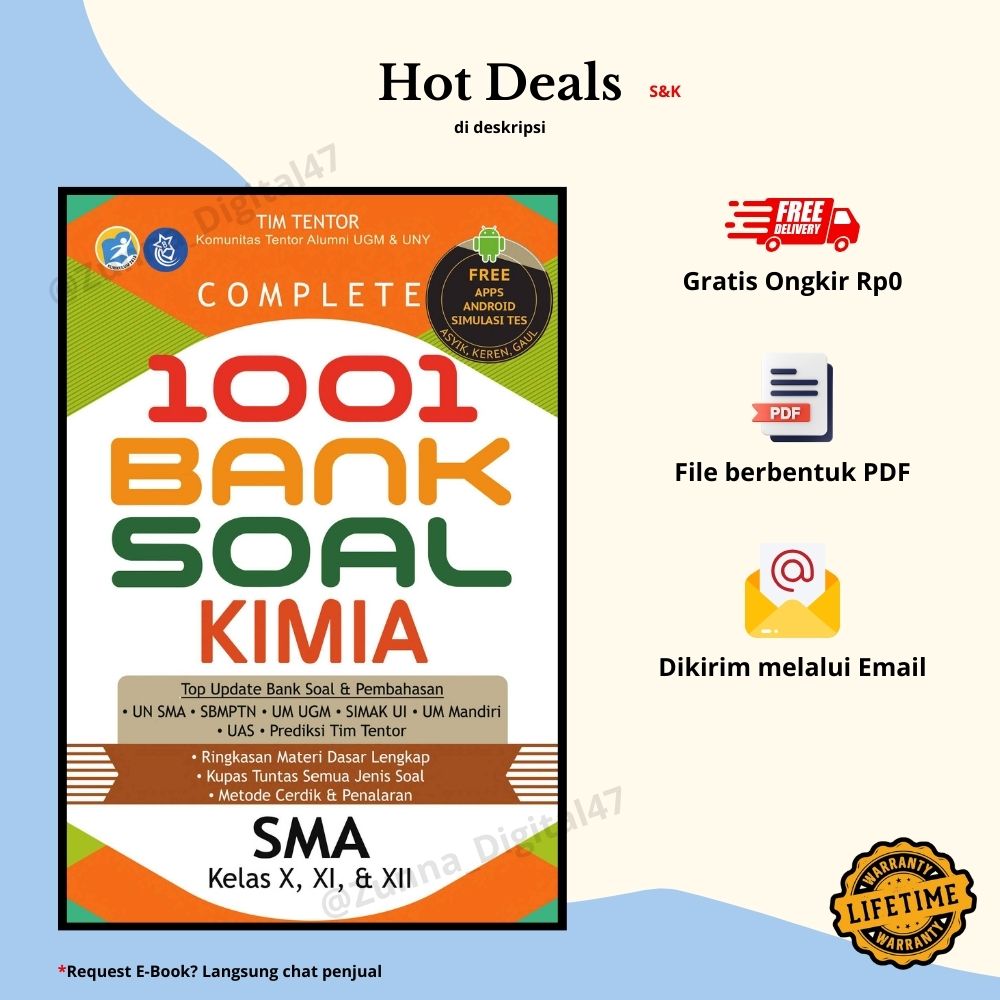 Hot Deals S&K
di deskripsi
@Zunna_Digital47
TIM TENTOR
Komunitas Tentor Alumni UGM & UNY
KURIKULUM 2013
COMPLETE
FREE
APPS
ANDROID
SIMULASI TES
ASYIK, KEREN, GAUL
1001
BANK
SOAL
KIMIA
Top Update Bank Soal & Pembahasan
• UN SMA • SBMPTN • UM UGM • SIMAK UI • UM Mandiri
• UAS • Prediksi Tim Tentor
• Ringkasan Materi Dasar Lengkap
• Kupas Tuntas Semua Jenis Soal
• Metode Cerdik & Penalaran
SMA
Kelas X, XI, & XII
@Zunna_Digital47
FREE
DELIVERY
Gratis Ongkir Rp0
PDF
File berbentuk PDF
@
Dikirim melalui Email
WARRANTY
LIFETIME
WARRANTY
*Request E-Book? Langsung chat penjual